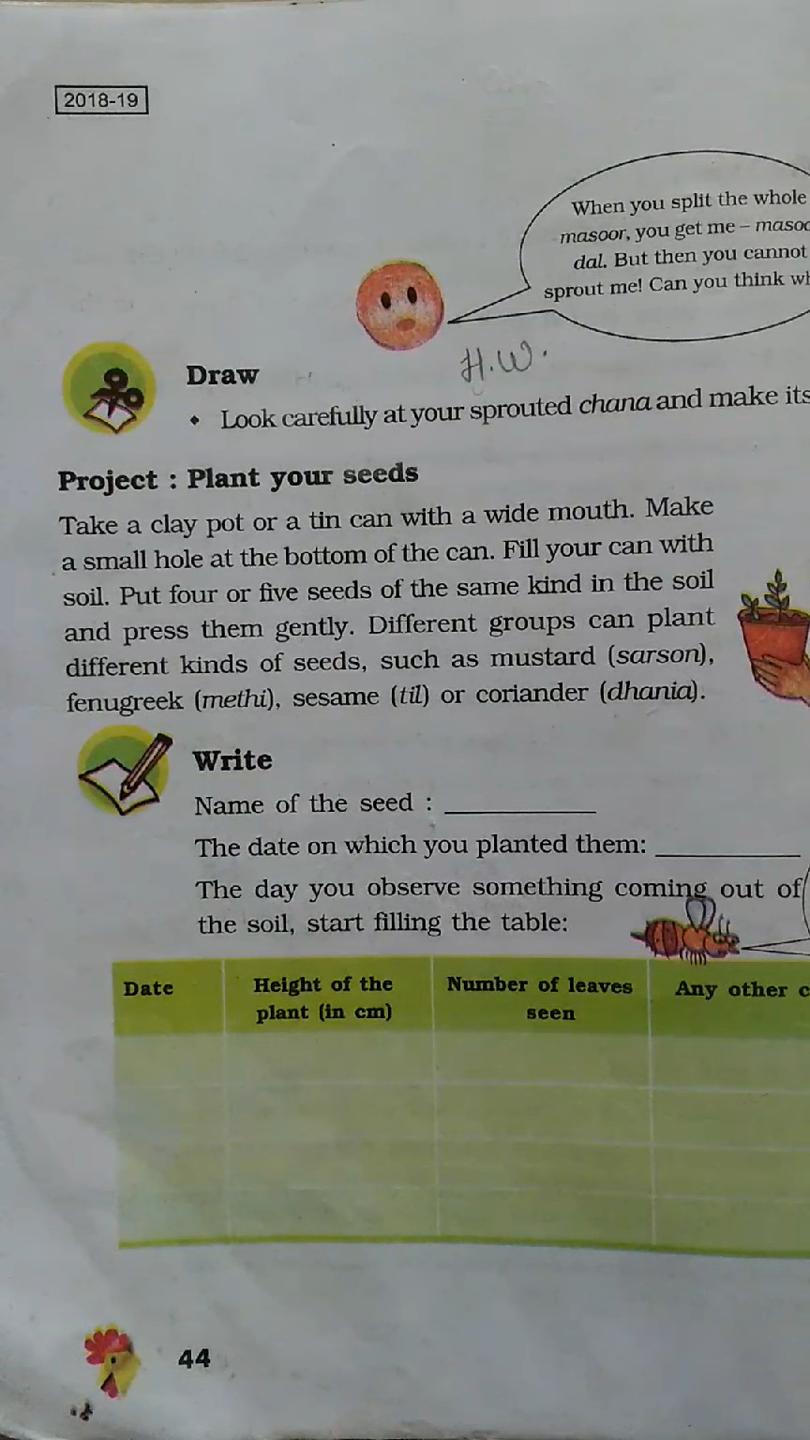 2018-19
When you split the whole
masoor, you get me – masoo
dal. But then you cannot
sprout me! Can you think
H.W.
Draw
• Look carefully at your sprouted chana and make its
Project : Plant your seeds
Take a clay pot or a tin can with a wide mouth. Make
a small hole at the bottom of the can. Fill your can with
soil. Put four or five seeds of the same kind in the soil
and press them gently. Different groups can plant
different kinds of seeds, such as mustard (sarson),
fenugreek (methi), sesame (til) or coriander (dhania).
Write
Name of the seed : ___________
The date on which you planted them: ___________
The day you observe something coming out of
the soil, start filling the table:
Date
Height of the
plant (in cm)
Number of leaves
seen
Any other
44